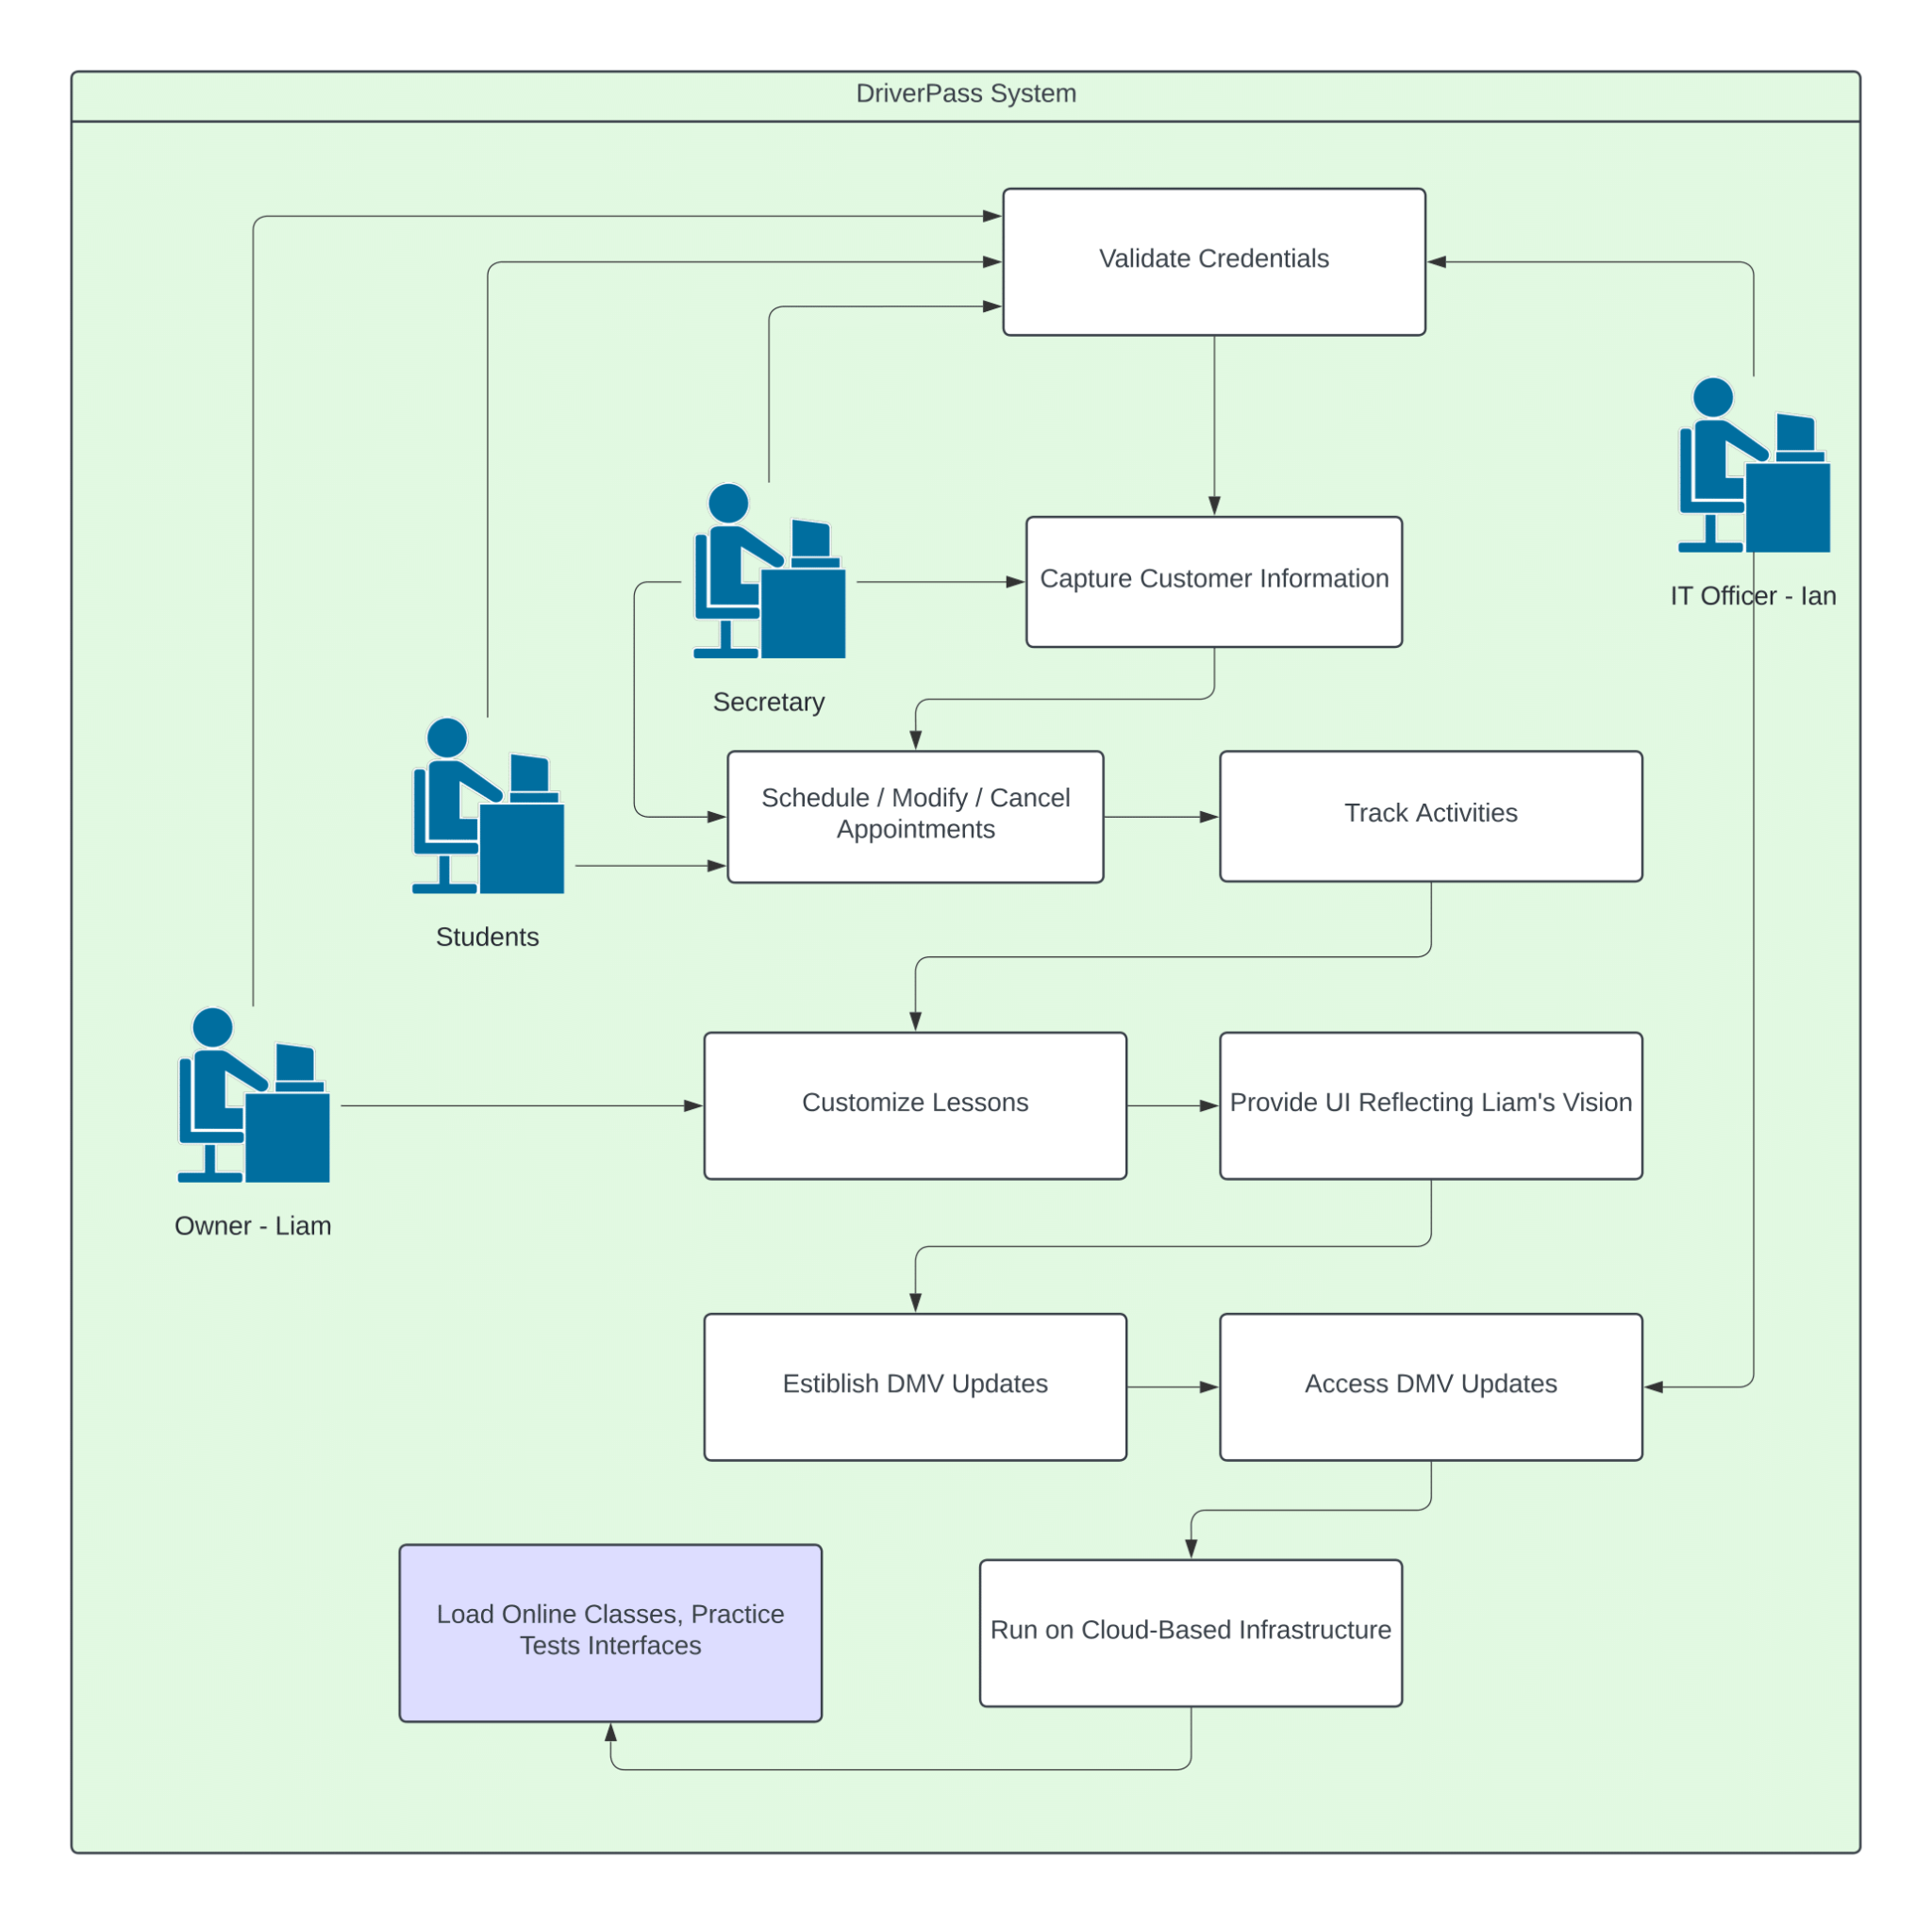 DriverPass System
Validate Credentials
Capture Customer Information
IT Officer - Ian
Secretary
Schedule / Modify / Cancel
Appointments
Track Activities
Students
Customize Lessons
Provide UI Reflecting Liam's Vision
Owner - Liam
Estiblish DMV Updates
Access DMV Updates
Load Online Classes, Practice
Tests Interfaces
Run on Cloud-Based Infrastructure